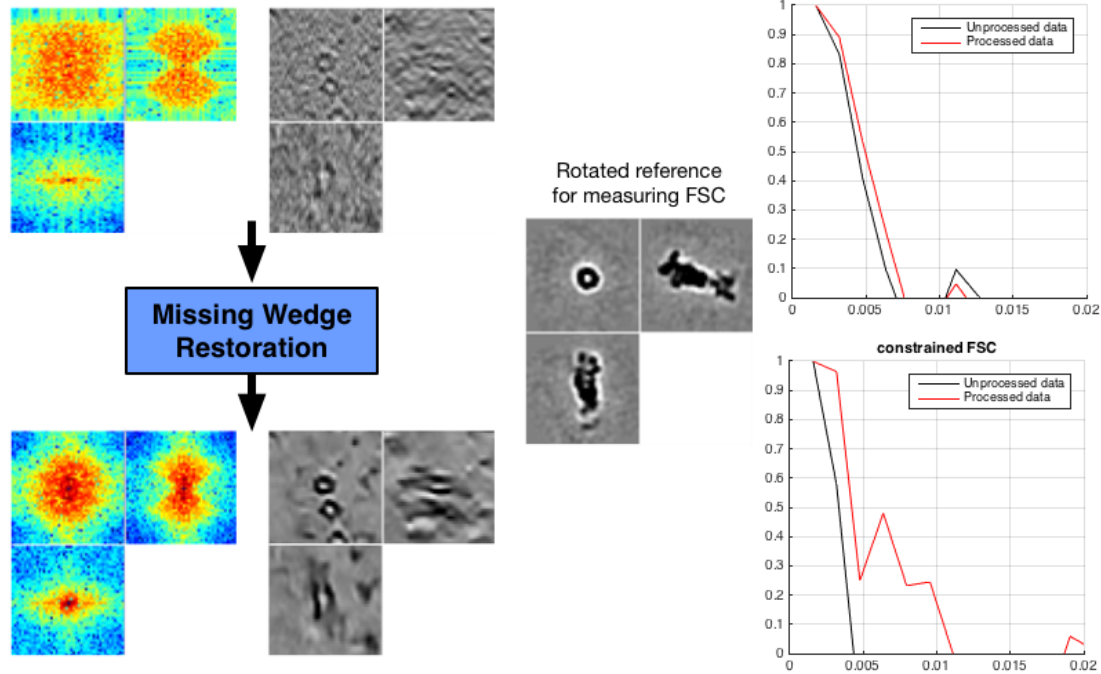 Missing Wedge
Restoration
Rotated reference
for measuring FSC
Unprocessed data
Processed data
1
0.9
0.8
0.7
0.6
0.5
0.4
0.3
0.2
0.1
0
0 0.005 0.01 0.015 0.02
constrained FSC
Unprocessed data
Processed data
1
0.9
0.8
0.7
0.6
0.5
0.4
0.3
0.2
0.1
0
0 0.005 0.01 0.015 0.02